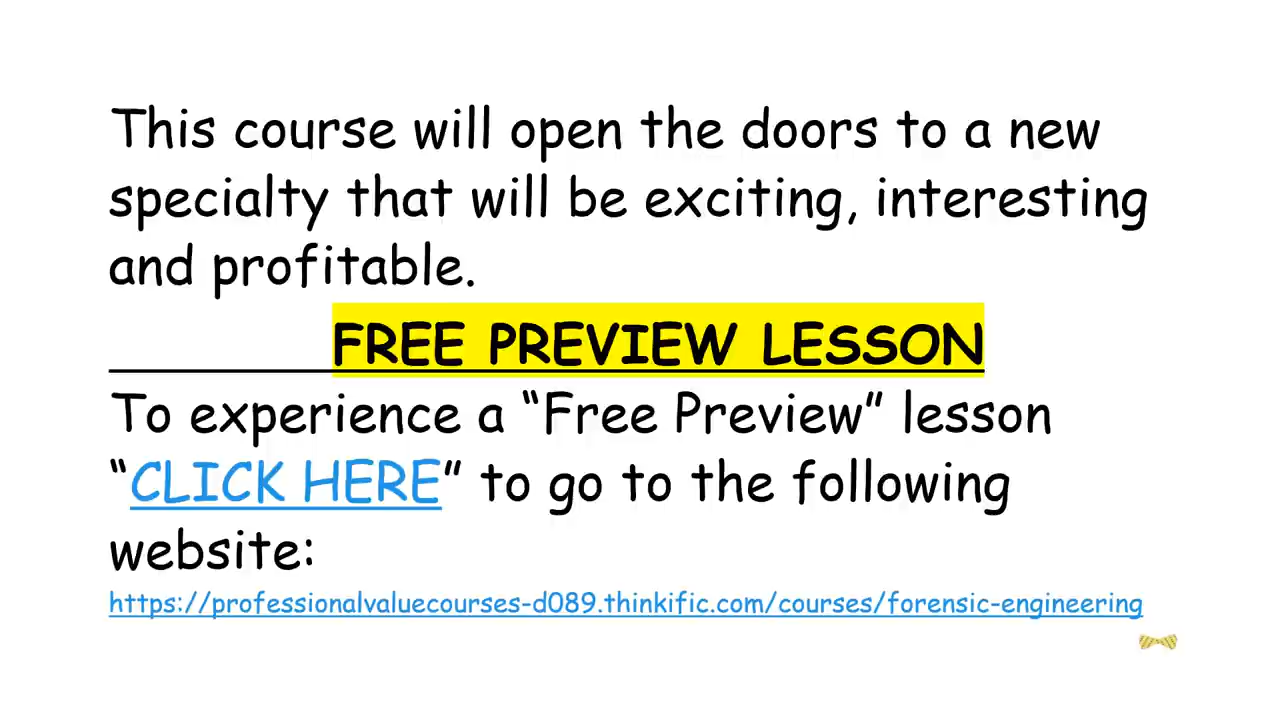 This course will open the doors to a new
specialty that will be exciting, interesting
and profitable.
FREE PREVIEW LESSON
To experience a “Free Preview” lesson
“CLICK HERE” to go to the following
website:
https://professionalvaluecourses-d089.thinkific.com/courses/forensic-engineering